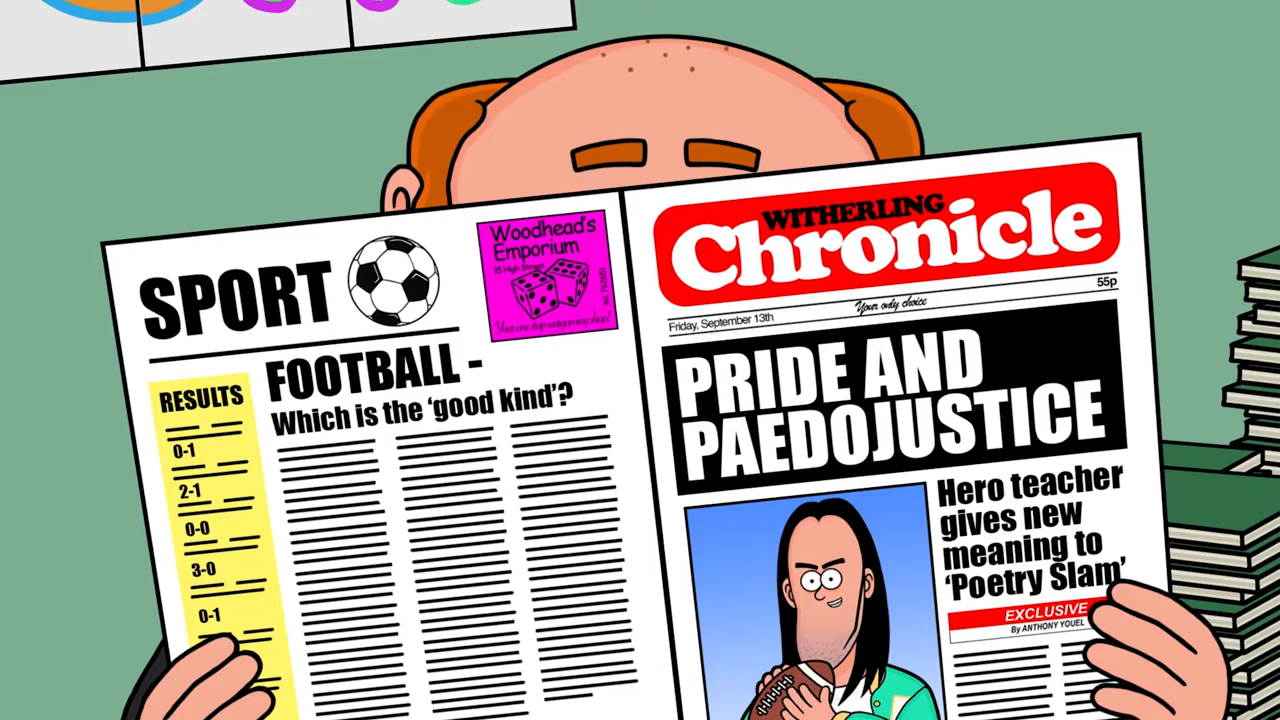 SPORT
Woodhead's
Emporium
15 High Street
Your one stop wargaming shop!
FOOTBALL -
Which is the 'good kind'?
RESULTS
0-1
2-1
0-0
3-0
0-1
WITHERLING
Chronicle
55p
Your only choice
Friday, September 13th
PRIDE AND
PAEDOJUSTICE
Hero teacher
gives new
meaning to
'Poetry Slam'
EXCLUSIVE
By ANTHONY YOUEL